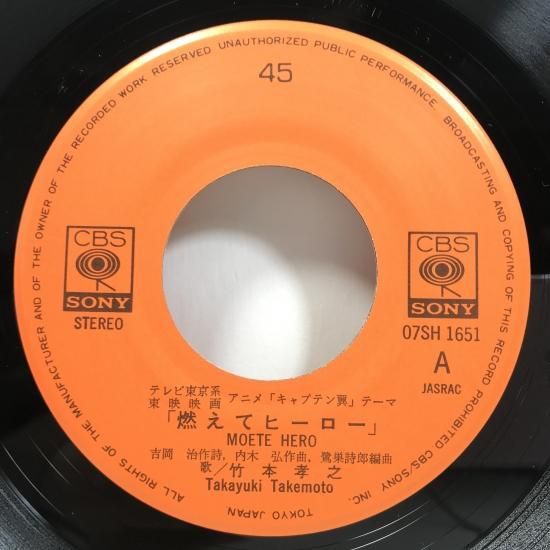 ALL RIGHTS OF THE MANUFACTURER AND OF THE OWNER OF THE RECORDED WORK RESERVED UNAUTHORIZED PUBLIC PERFORMANCE, BROADCASTING AND COPYING OF THIS RECORD PROHIBITED CBS/SONY INC. TOKYO JAPAN
45
CBS
SONY
STEREO
CBS
SONY
07SH 1651
A
JASRAC
テレビ東京系
東映映画 アニメ「キャプテン翼」テーマ
「燃えてヒーロー」
MOETE HERO
吉岡 治作詩, 内木 弘作曲, 鷺巣詩郎編曲
歌/竹本孝之
Takayuki Takemoto